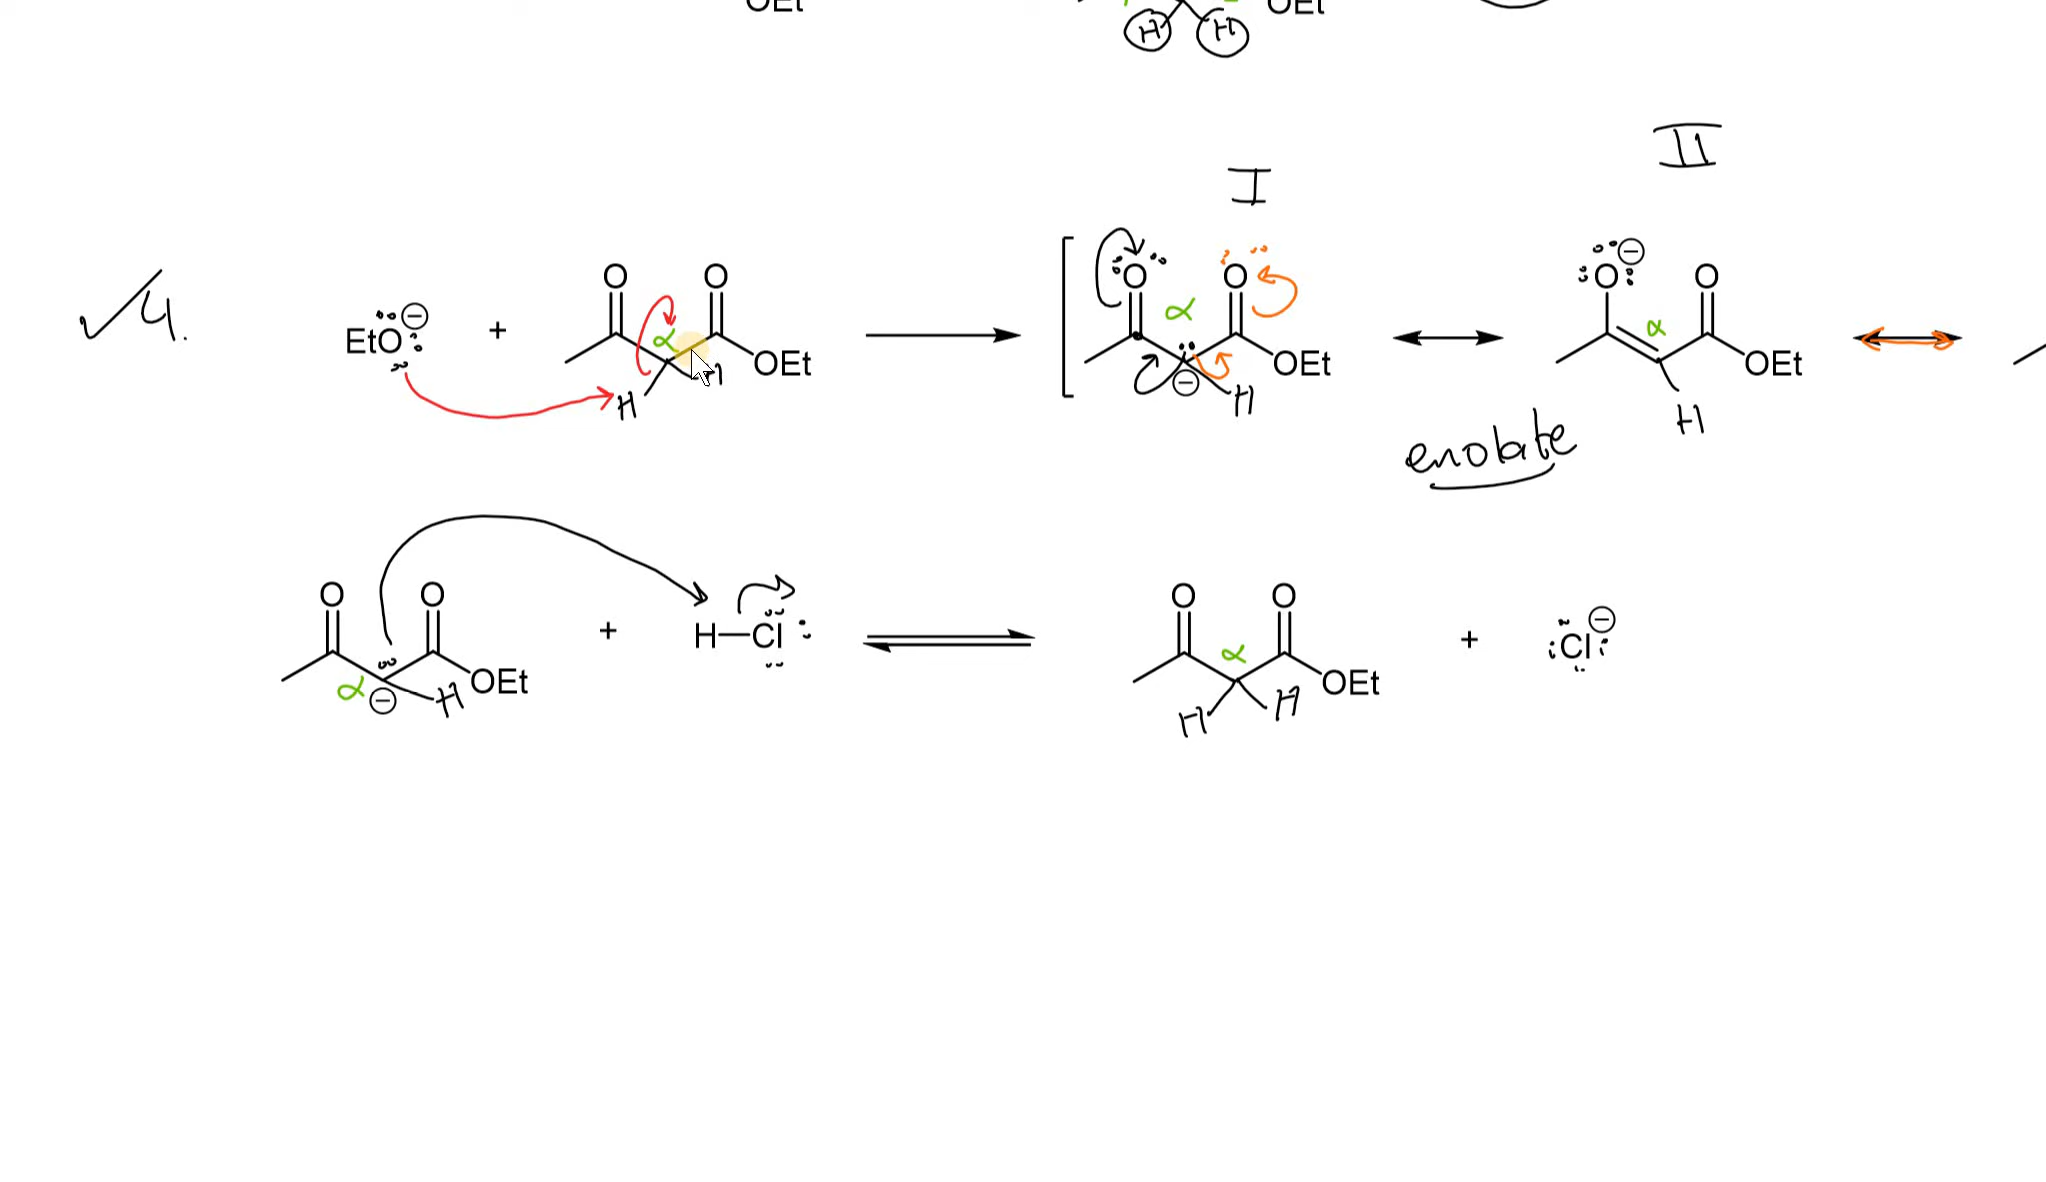 OEt OEt
H H
II
I
√4. EtO⊖ + O O α H H OEt O O α ⊖ H OEt O⊖ O α H OEt
enolate
O O α ⊖ H OEt + H—Cl O O α H H OEt + Cl⊖